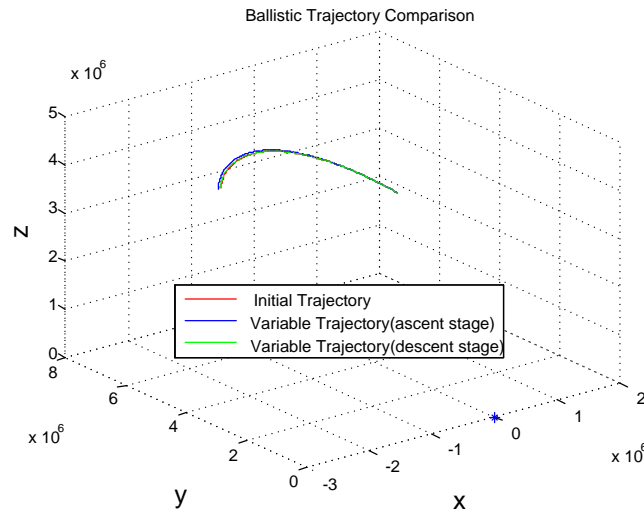 Ballistic Trajectory Comparison
x 10^6
5
4
3
2
1
0
z
Initial Trajectory
Variable Trajectory(ascent stage)
Variable Trajectory(descent stage)
8
6
4
2
0
x 10^6
y
-3
-2
-1
0
1
2
x 10^6
x